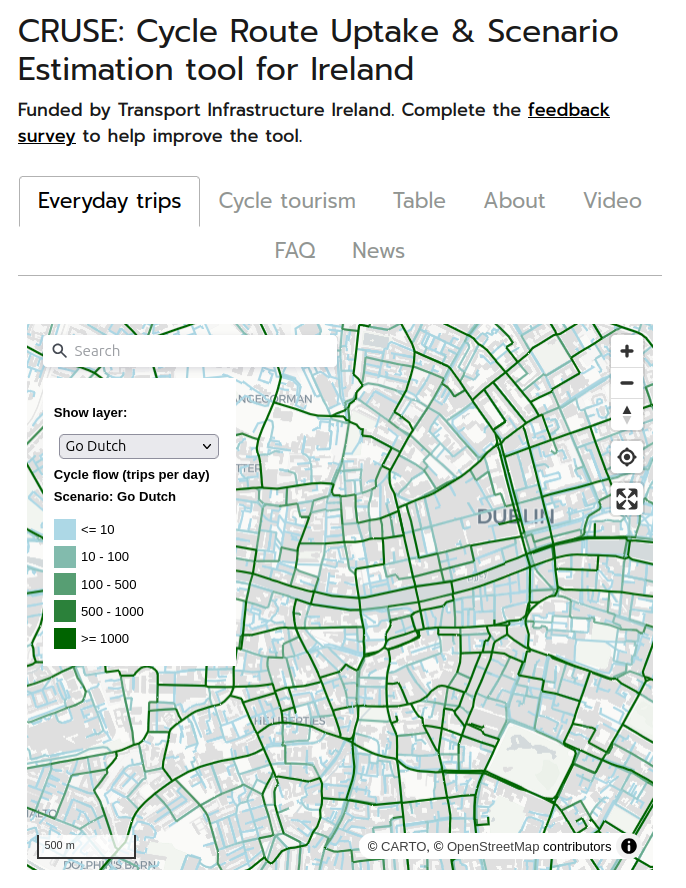 CRUSE: Cycle Route Uptake & Scenario
Estimation tool for Ireland
Funded by Transport Infrastructure Ireland. Complete the feedback
survey to help improve the tool.
Everyday trips
Cycle tourism
Table
About
Video
FAQ
News
Search
Show layer:
Go Dutch
Cycle flow (trips per day)
Scenario: Go Dutch
<= 10
10 - 100
100 - 500
500 - 1000
>= 1000
DUBLIN
THE LIBERTIES
DOLPHIN'S BARN
500 m
© CARTO, © OpenStreetMap contributors